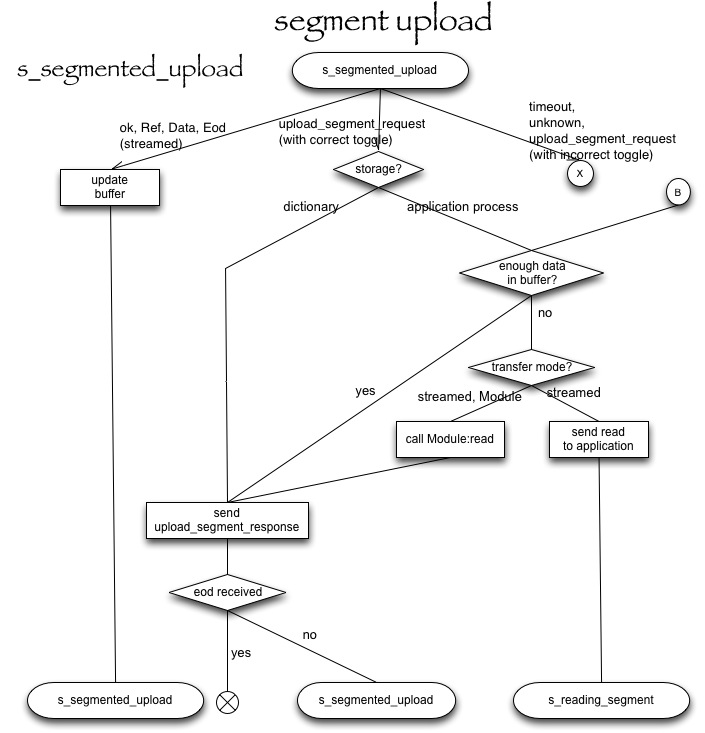 segment upload
s_segmented_upload
s_segmented_upload
ok, Ref, Data, Eod
(streamed)
upload_segment_request
(with correct toggle)
timeout,
unknown,
upload_segment_request
(with incorrect toggle)
update
buffer
storage?
X
B
dictionary
application process
enough data
in buffer?
no
transfer mode?
yes
streamed, Module
streamed
call Module:read
send read
to application
send
upload_segment_response
eod received
no
yes
s_segmented_upload
s_segmented_upload
s_reading_segment